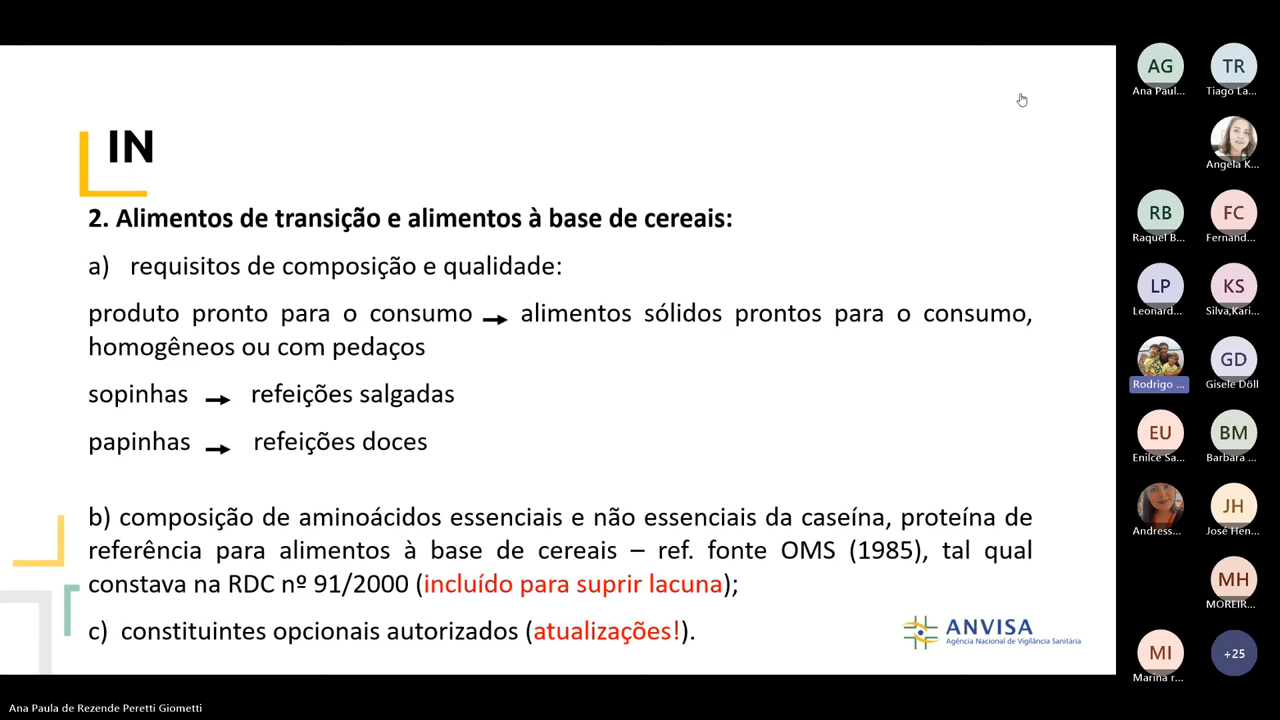 IN
2. Alimentos de transição e alimentos à base de cereais:
a) requisitos de composição e qualidade:
produto pronto para o consumo → alimentos sólidos prontos para o consumo,
homogêneos ou com pedaços
sopinhas → refeições salgadas
papinhas → refeições doces
b) composição de aminoácidos essenciais e não essenciais da caseína, proteína de
referência para alimentos à base de cereais – ref. fonte OMS (1985), tal qual
constava na RDC nº 91/2000 (incluído para suprir lacuna);
c) constituintes opcionais autorizados (atualizações!).
ANVISA
Agência Nacional de Vigilância Sanitária
AG
Ana Paul...
TR
Tiago La...
Angela K...
RB
Raquel B...
FC
Fernand...
LP
Leonard...
KS
Silva,Kari...
Rodrigo ...
GD
Gisele Döll
EU
Enilce Sa...
BM
Barbara ...
Andress...
JH
José Hen...
MH
MOREIR...
MI
Marina r...
+25
Ana Paula de Rezende Peretti Giometti